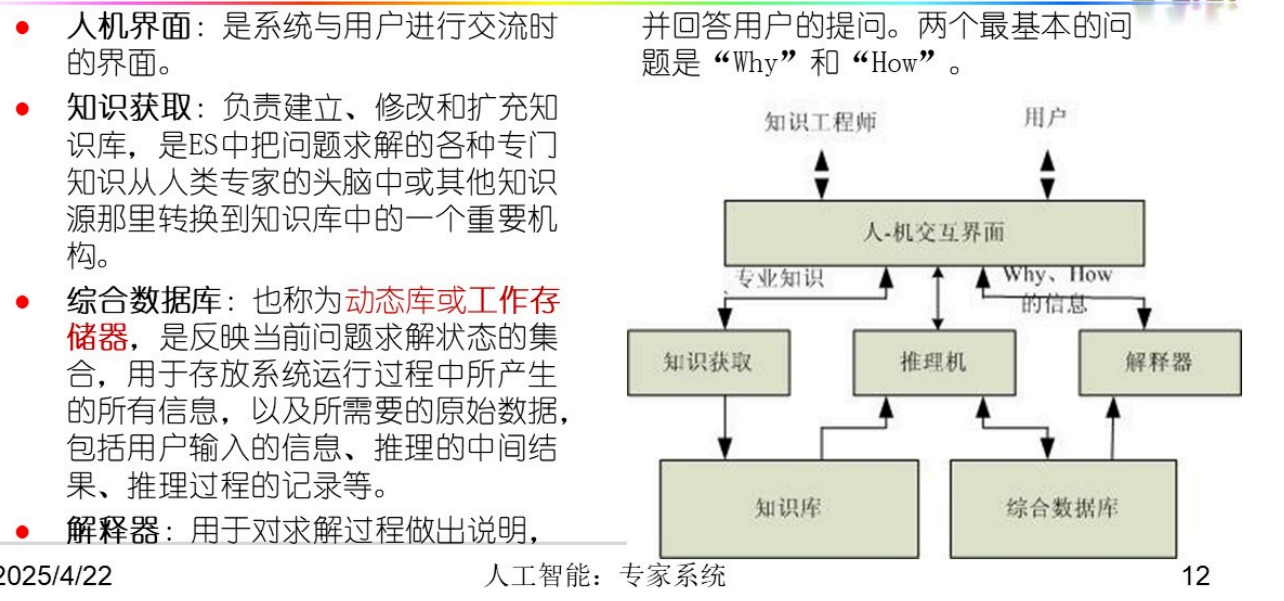 ● 人机界面：是系统与用户进行交流时
的界面。
● 知识获取：负责建立、修改和扩充知
识库，是ES中把问题求解的各种专门
知识从人类专家的头脑中或其他知识
源那里转换到知识库中的一个重要机
构。
● 综合数据库：也称为动态库或工作存
储器，是反映当前问题求解状态的集
合，用于存放系统运行过程中所产生
的所有信息，以及所需要的原始数据，
包括用户输入的信息、推理的中间结
果、推理过程的记录等。
● 解释器：用于对求解过程做出说明，
并回答用户的提问。两个最基本的问
题是“Why”和“How”。
知识工程师
用户
人-机交互界面
专业知识
Why、How
的信息
知识获取
推理机
解释器
知识库
综合数据库
2025/4/22
人工智能：专家系统
12